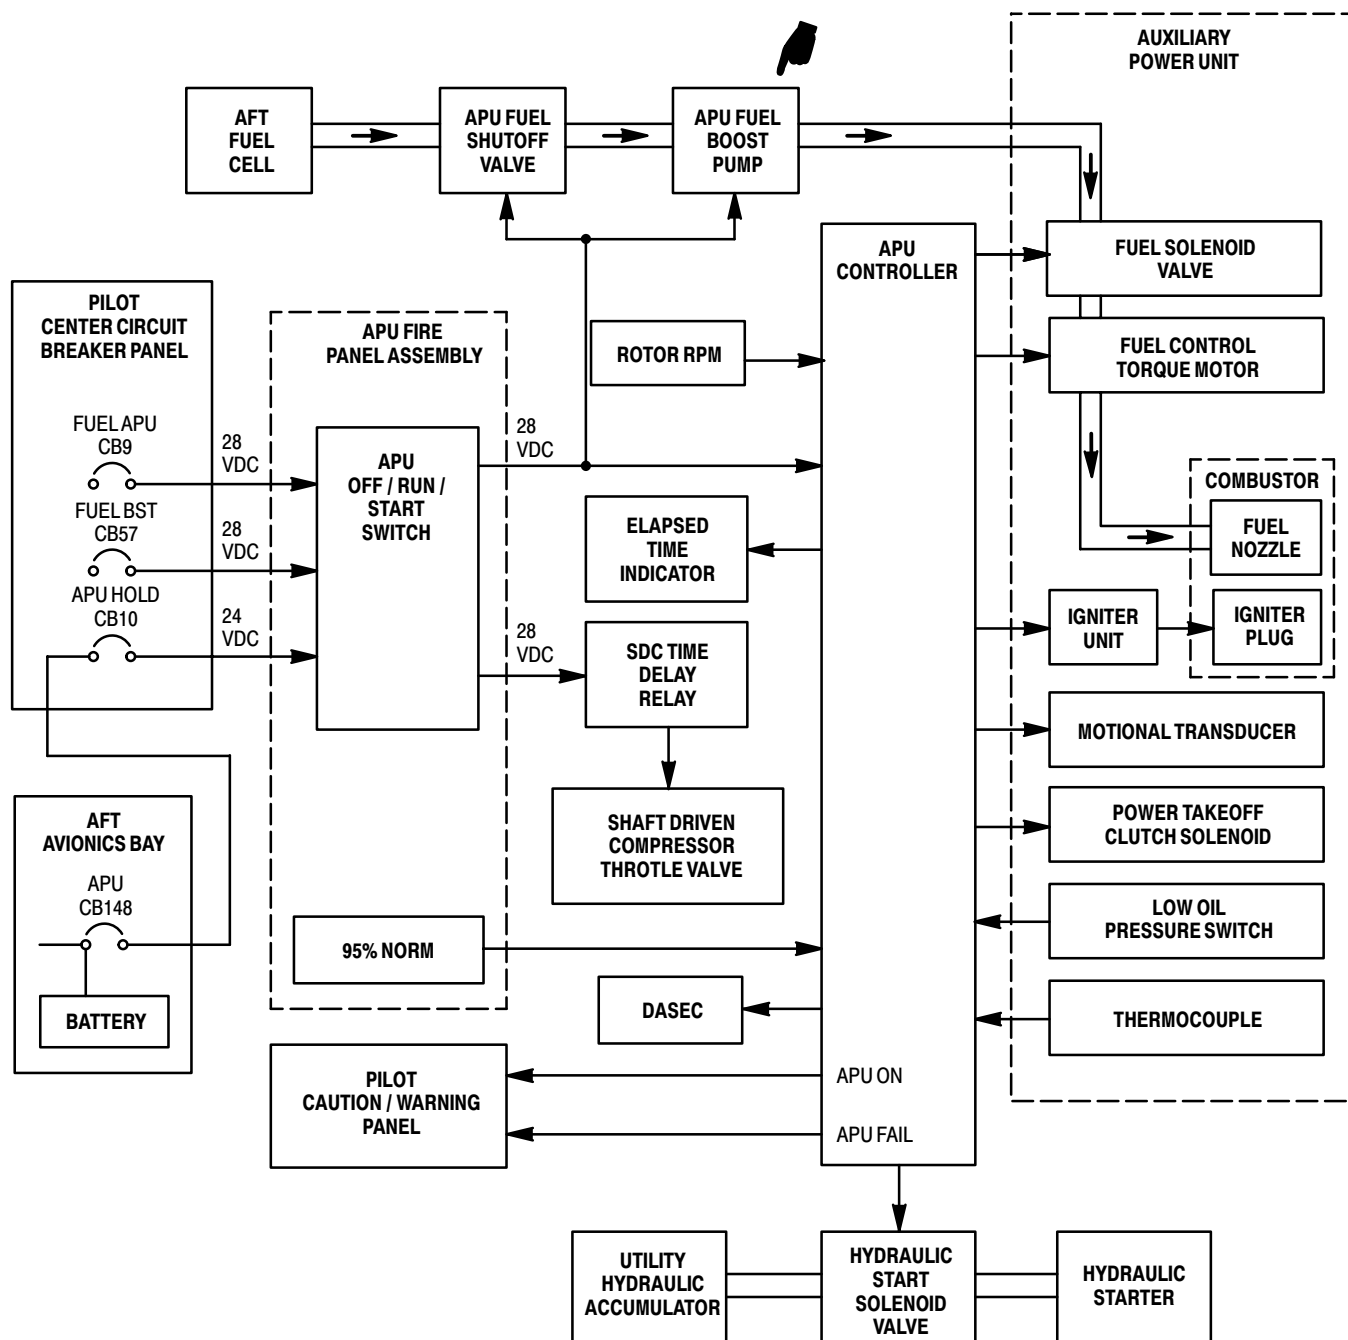 AUXILIARY
POWER UNIT
AFT
FUEL
CELL
APU FUEL
SHUTOFF
VALVE
APU FUEL
BOOST
PUMP
APU
CONTROLLER
FUEL SOLENOID
VALVE
PILOT
CENTER CIRCUIT
BREAKER PANEL
APU FIRE
PANEL ASSEMBLY
ROTOR RPM
FUEL CONTROL
TORQUE MOTOR
FUEL APU
CB9
28
VDC
FUEL BST
CB57
28
VDC
APU HOLD
CB10
24
VDC
APU
OFF / RUN /
START
SWITCH
28
VDC
28
VDC
ELAPSED
TIME
INDICATOR
COMBUSTOR
FUEL
NOZZLE
IGNITER
UNIT
IGNITER
PLUG
SDC TIME
DELAY
RELAY
MOTIONAL TRANSDUCER
SHAFT DRIVEN
COMPRESSOR
THROTLE VALVE
POWER TAKEOFF
CLUTCH SOLENOID
AFT
AVIONICS BAY
APU
CB148
BATTERY
95% NORM
LOW OIL
PRESSURE SWITCH
DASEC
THERMOCOUPLE
PILOT
CAUTION / WARNING
PANEL
APU ON
APU FAIL
UTILITY
HYDRAULIC
ACCUMULATOR
HYDRAULIC
START
SOLENOID
VALVE
HYDRAULIC
STARTER